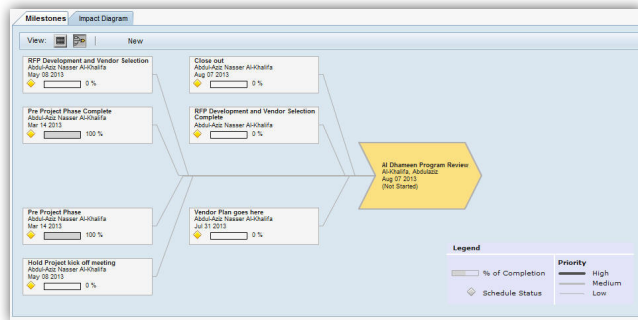 Milestones
Impact Diagram
View:
New
RFP Development and Vendor Selection
Abdul-Aziz Nasser Al-Khalifa
May 08 2013
0 %
Close out
Abdul-Aziz Nasser Al-Khalifa
Aug 07 2013
0 %
Pre Project Phase Complete
Abdul-Aziz Nasser Al-Khalifa
Mar 14 2013
100 %
RFP Development and Vendor Selection
Complete
Abdul-Aziz Nasser Al-Khalifa
0 %
Al Dhameen Program Review
Al-Khalifa, Abdulaziz
Aug 07 2013
(Not Started)
Pre Project Phase
Abdul-Aziz Nasser Al-Khalifa
Mar 14 2013
100 %
Vendor Plan goes here
Abdul-Aziz Nasser Al-Khalifa
Jul 31 2013
0 %
Hold Project kick off meeting
Abdul-Aziz Nasser Al-Khalifa
May 08 2013
0 %
Legend
% of Completion
Schedule Status
Priority
High
Medium
Low